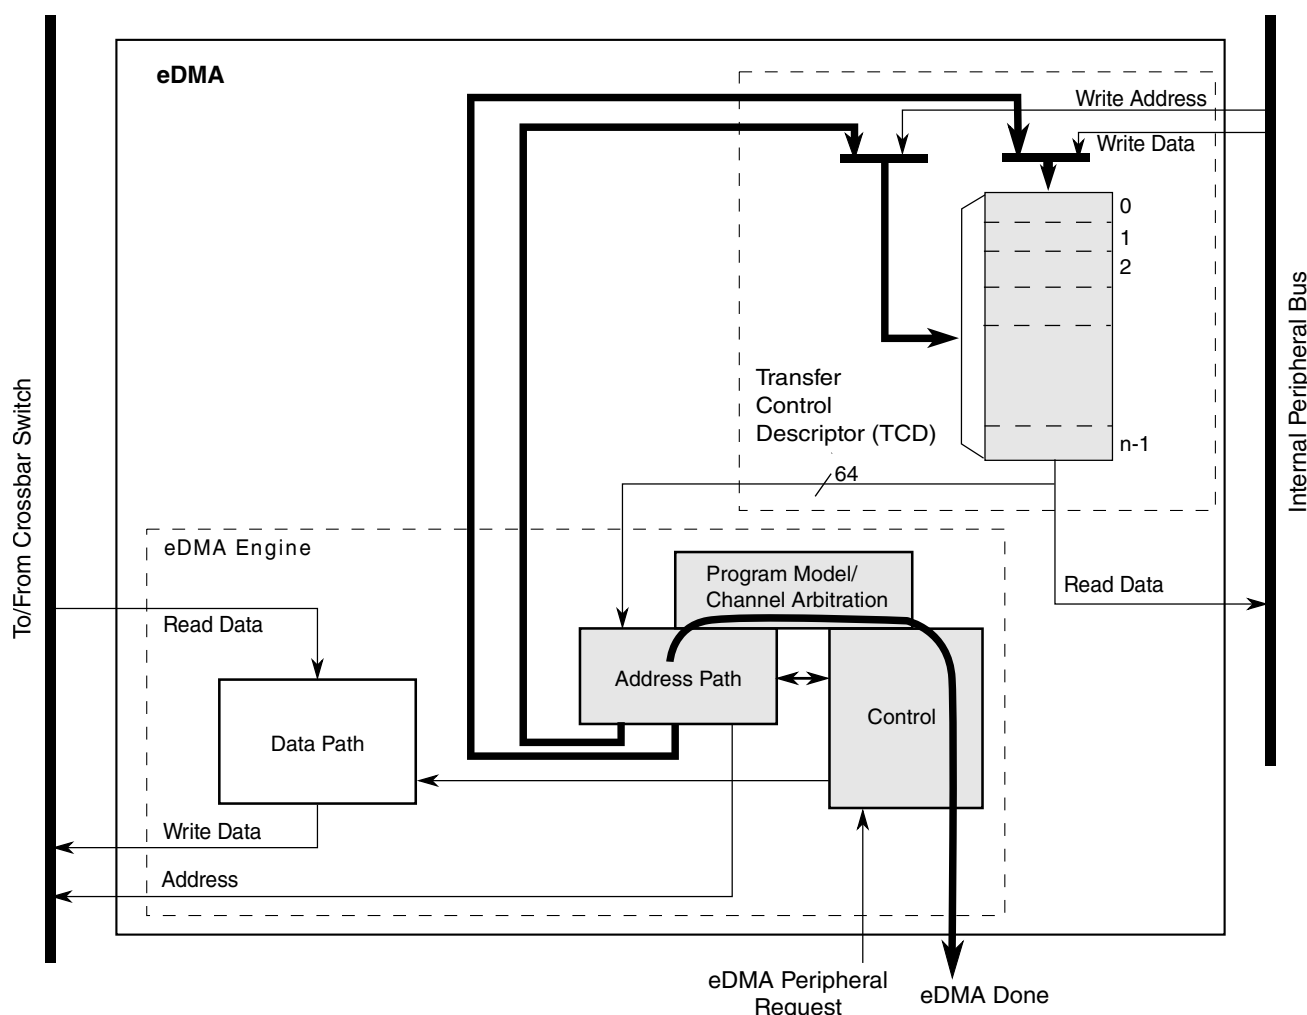 eDMA
Write Address
Write Data
0
1
2
n-1
Transfer
Control
Descriptor (TCD)
64
To/From Crossbar Switch
Internal Peripheral Bus
eDMA Engine
Program Model/
Channel Arbitration
Read Data
Read Data
Address Path
Control
Data Path
Write Data
Address
eDMA Peripheral
Request
eDMA Done